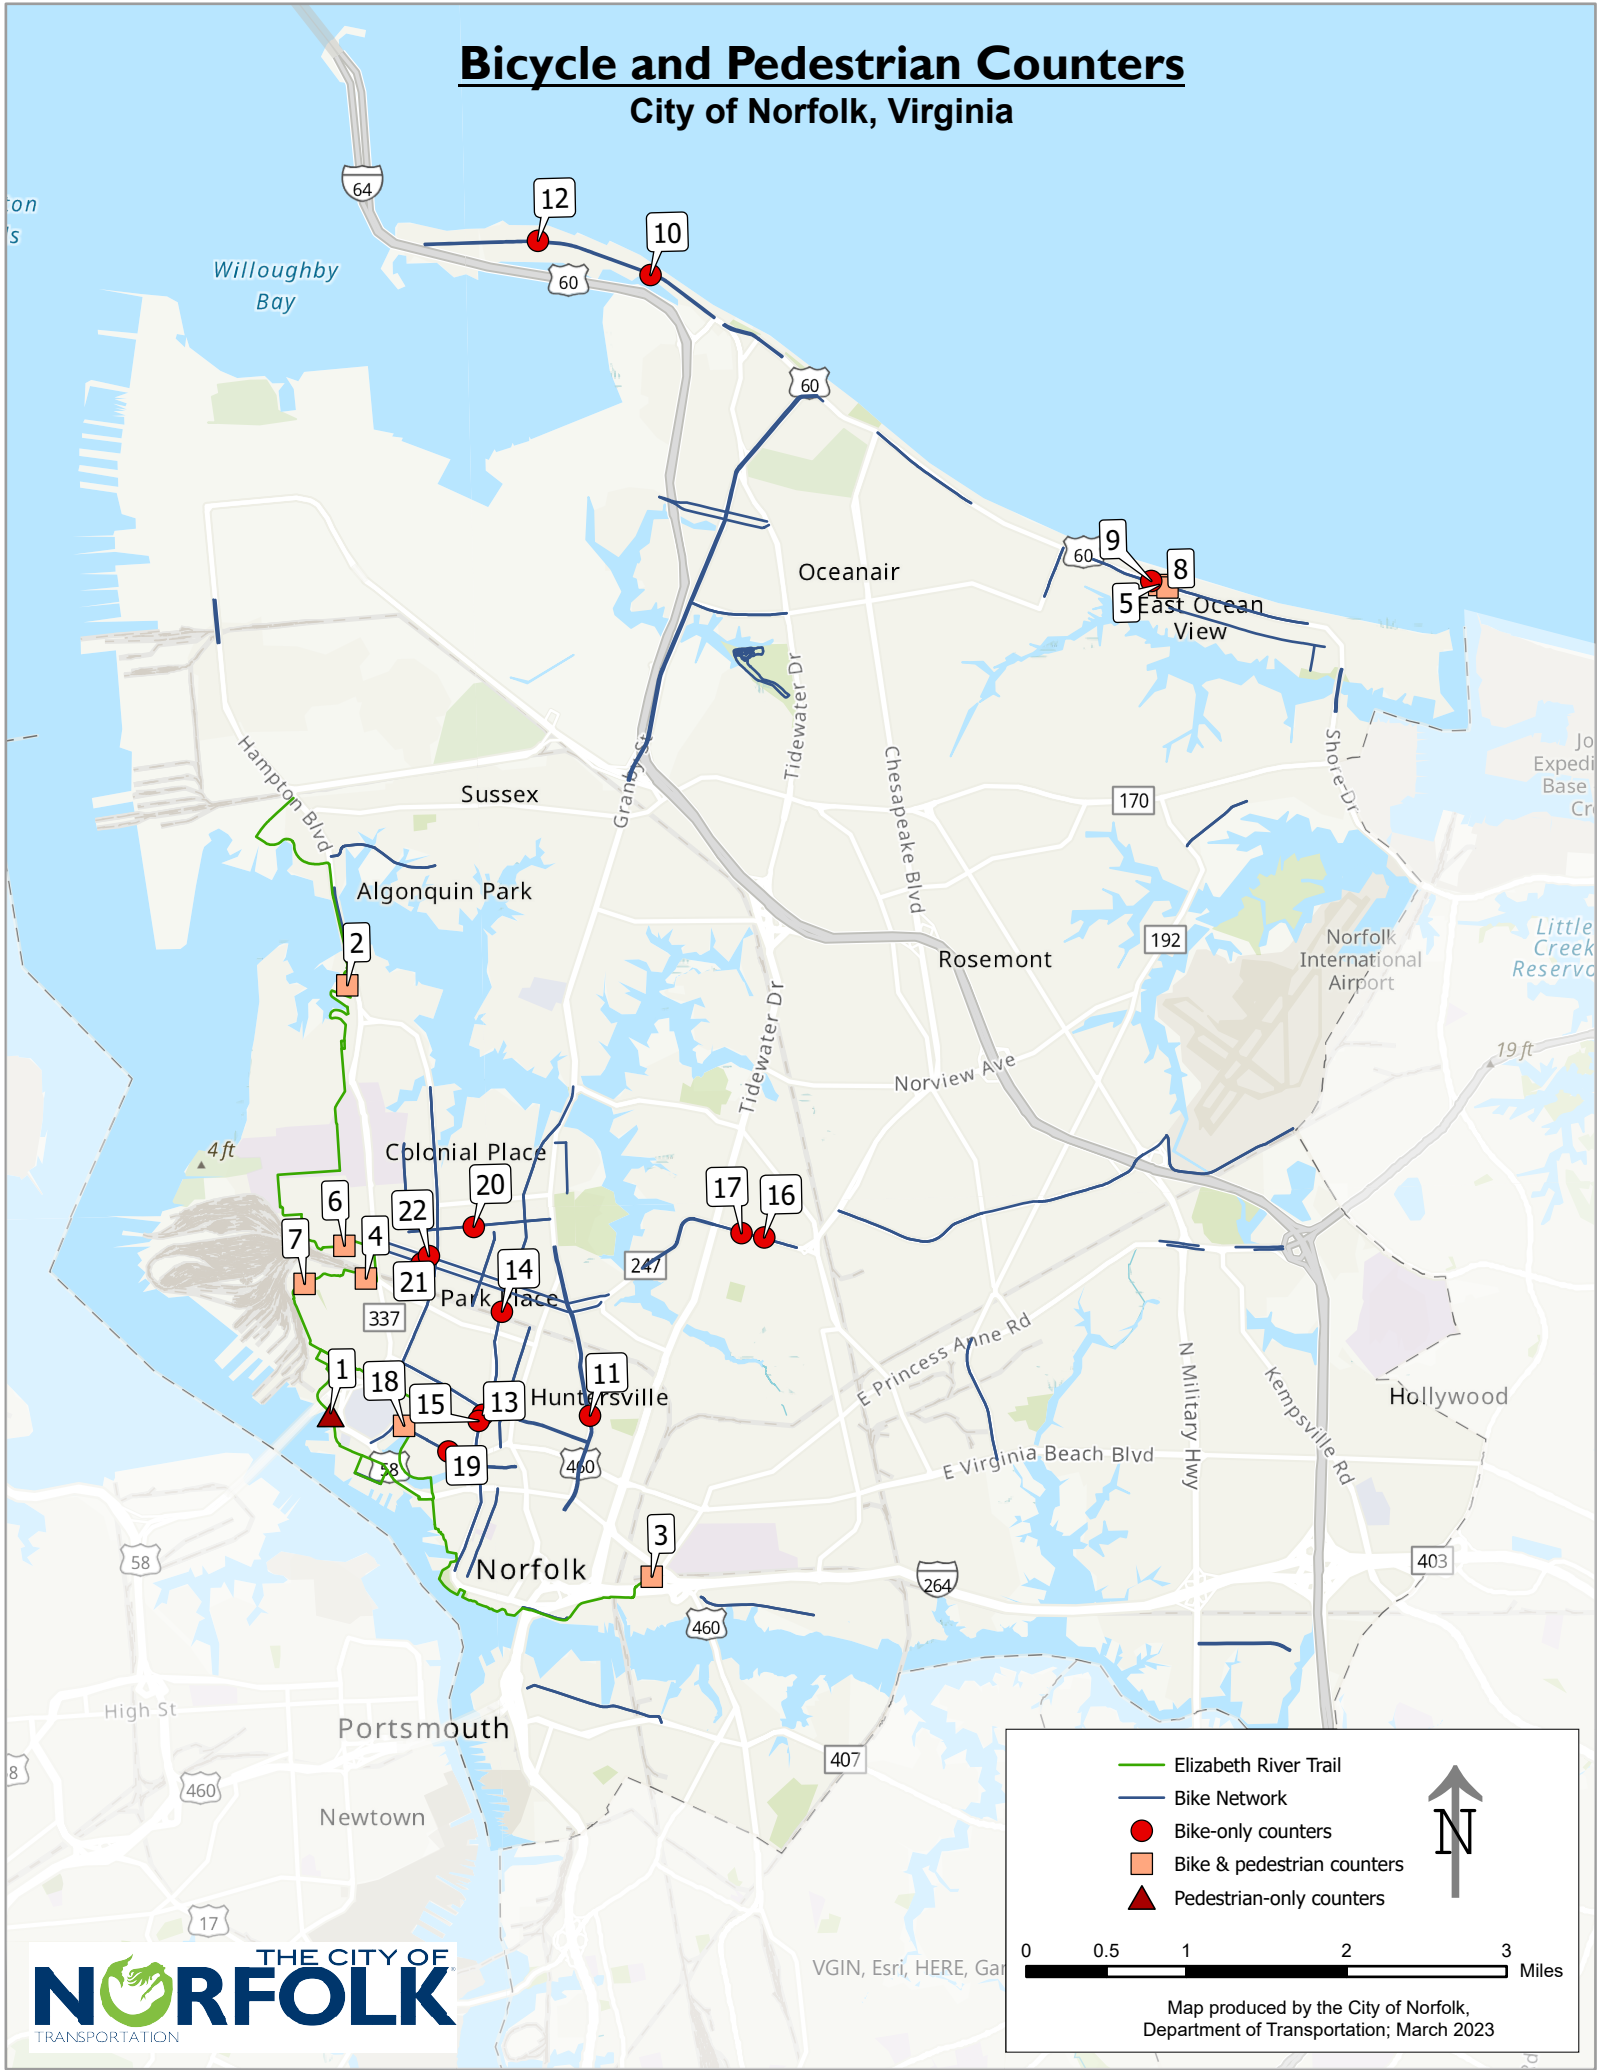 Bicycle and Pedestrian Counters
City of Norfolk, Virginia
64
12
10
Willoughby
Bay
60
60
Oceanair
60
9
8
5
East Ocean
View
Tidewater Dr
Hampton Blvd
Granby St
Chesapeake Blvd
Shore Dr
Sussex
170
Algonquin Park
2
192
Rosemont
Norfolk
International
Airport
Little
Creek
Tidewater Dr
Norview Ave
19 ft
4 ft
Colonial Place
6
22
20
17
16
7
4
21
14
247
Park Place
337
E Princess Anne Rd
N Military Hwy
Kempsville Rd
1
18
15
13
11
Huntersville
Hollywood
58
19
460
E Virginia Beach Blvd
3
58
Norfolk
264
403
460
High St
Portsmouth
407
460
Newtown
17
Elizabeth River Trail
Bike Network
Bike-only counters
Bike & pedestrian counters
Pedestrian-only counters
N
0 0.5 1 2 3
Miles
VGIN, Esri, HERE, Gar
Map produced by the City of Norfolk,
Department of Transportation; March 2023
THE CITY OF
NORFOLK
TRANSPORTATION